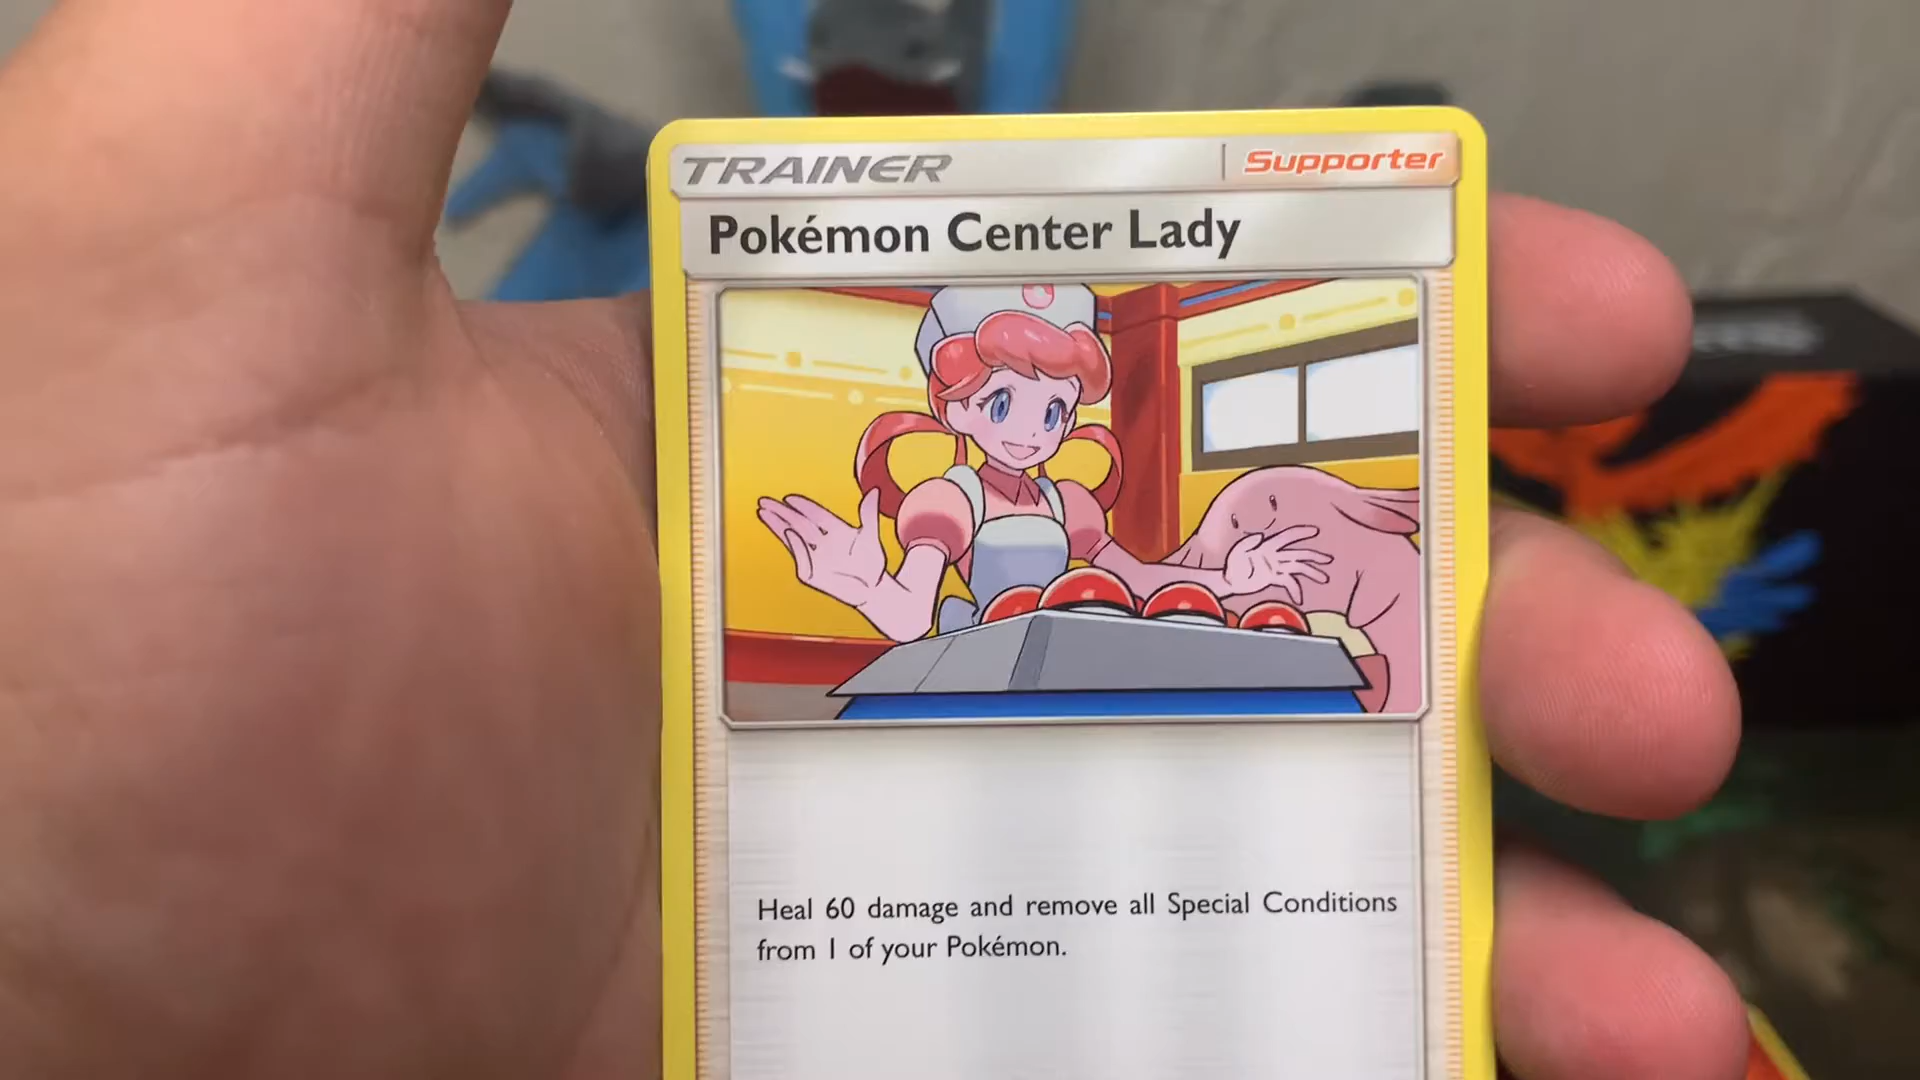 TRAINER
Supporter
Pokémon Center Lady
Heal 60 damage and remove all Special Conditions
from 1 of your Pokémon.